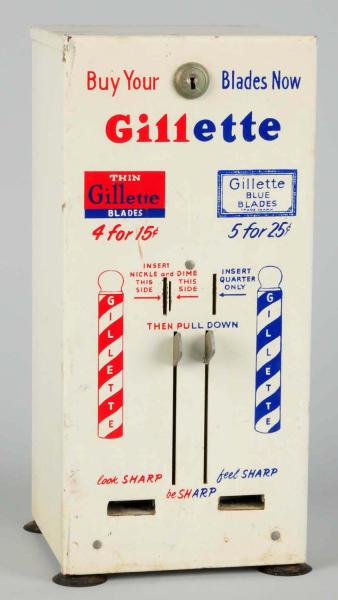 Buy Your Blades Now
Gillette
THIN
Gillette
BLADES
4 for 15¢
Gillette
BLUE
BLADES
5 for 25¢
INSERT
NICKLE and DIME
THIS THIS
SIDE SIDE
INSERT
QUARTER
ONLY
THEN PULL DOWN
GILLETTE
GILLETTE
look SHARP
be SHARP
feel SHARP